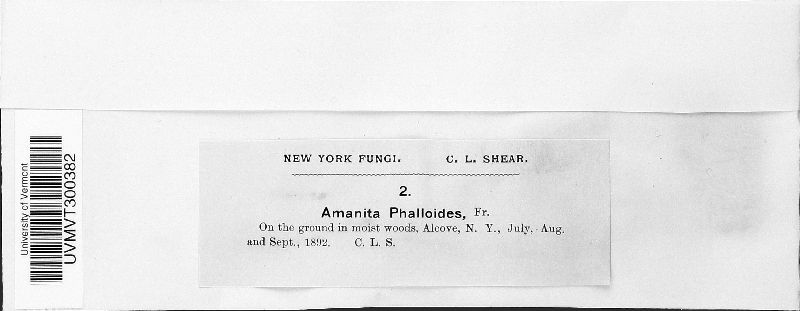 University of Vermont
UVMVT300382
NEW YORK FUNGI. C. L. SHEAR.
2.
Amanita Phalloides, Fr.
On the ground in moist woods, Alcove, N. Y., July, Aug.
and Sept., 1892. C. L. S.